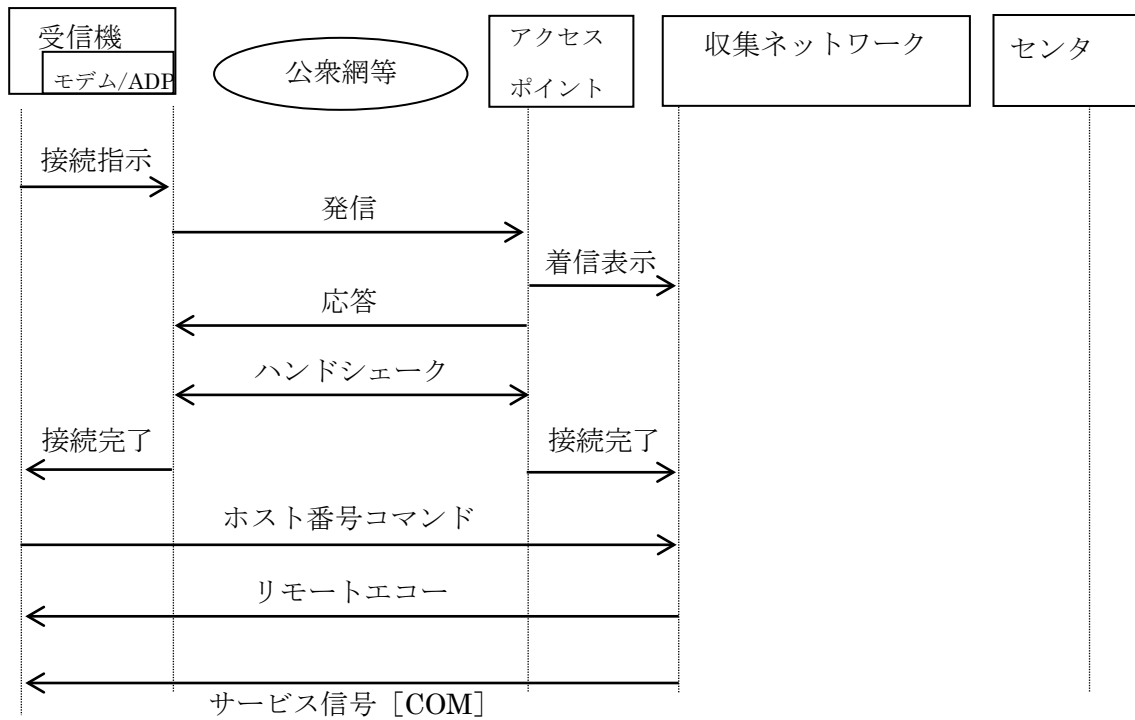 受信機
モデム/ADP
公衆網等
アクセス
ポイント
収集ネットワーク
センタ
接続指示
発信
着信表示
応答
ハンドシェーク
接続完了
接続完了
ホスト番号コマンド
リモートエコー
サービス信号［COM］